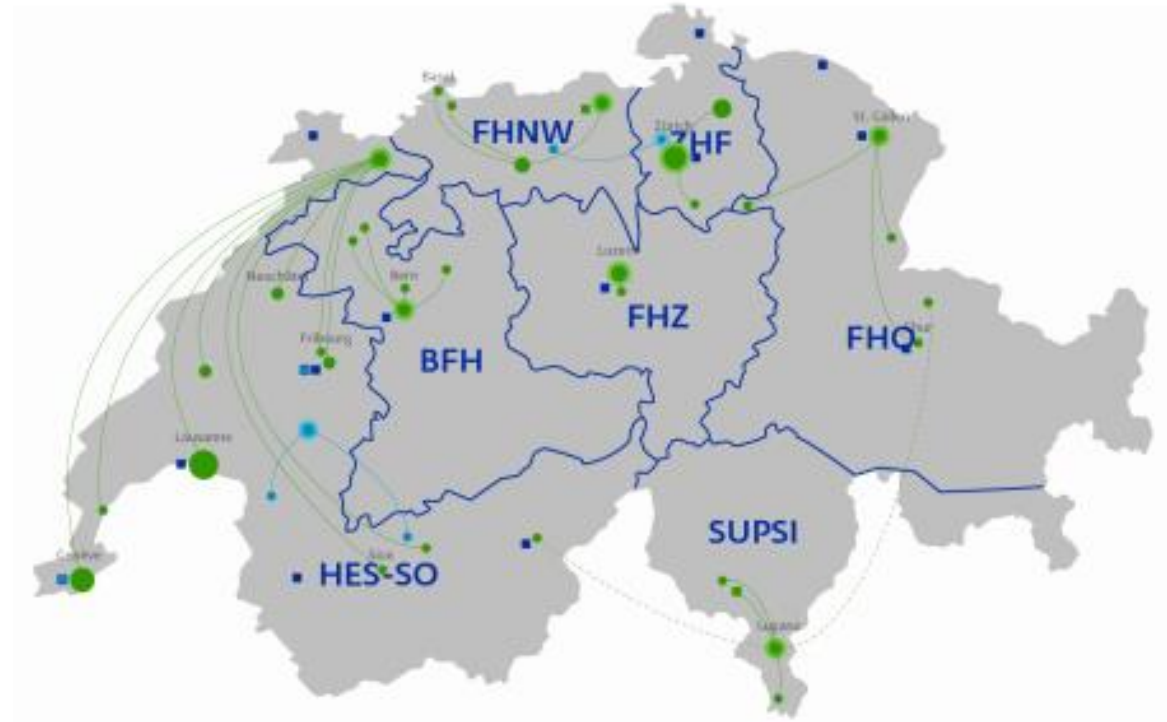 Basel
FHNW
Zürich
ZHF
St. Gallen
Neuchâtel
Bern
Luzern
FHZ
Fribourg
BFH
Chur
FHO
Lausanne
SUPSI
Genève
Sion
HES-SO
Lugano